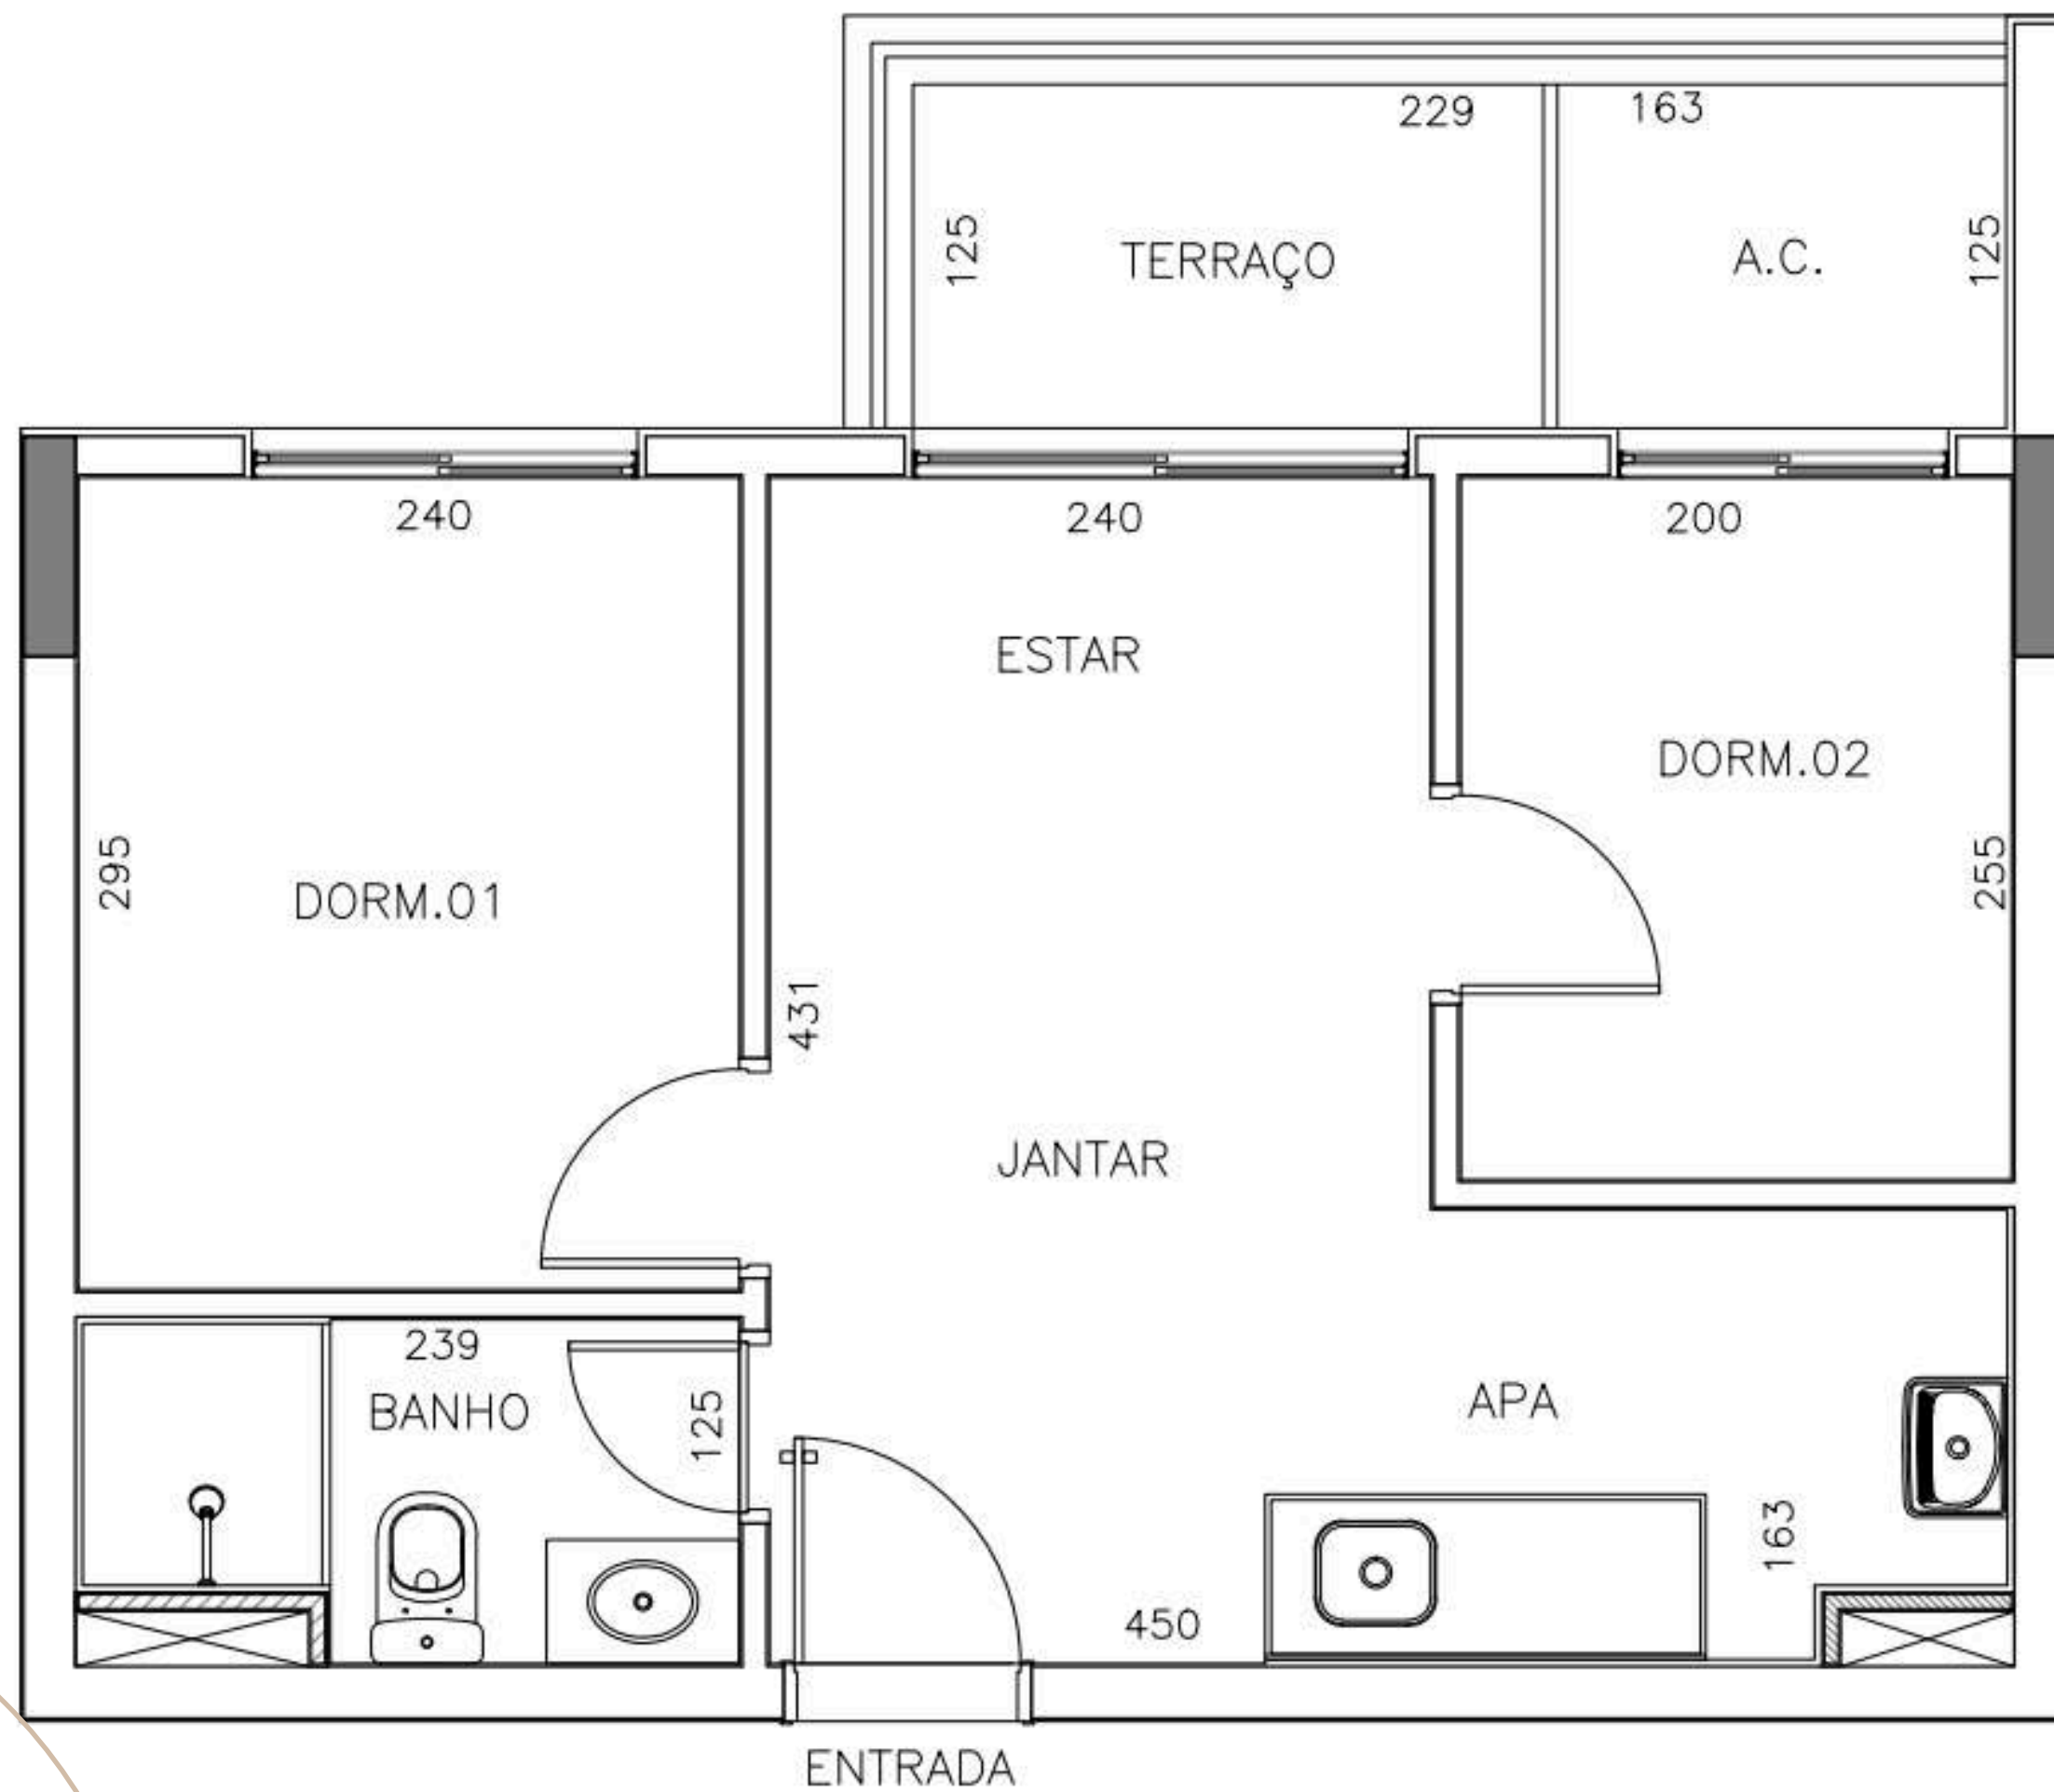 229
163
125
TERRAÇO
A.C.
125
240
240
200
ESTAR
DORM.02
295
DORM.01
255
431
JANTAR
239
BANHO
125
APA
163
450
ENTRADA